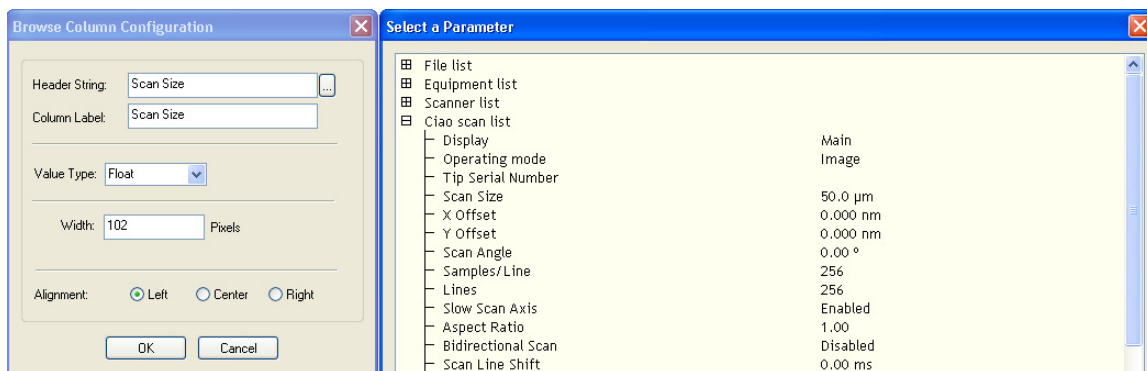 Browse Column Configuration
Header String: Scan Size ...
Column Label: Scan Size
Value Type: Float
Width: 102 Pixels
Alignment: Left Center Right
OK Cancel
Select a Parameter
File list
Equipment list
Scanner list
Ciao scan list
Display Main
Operating mode Image
Tip Serial Number
Scan Size 50.0 µm
X Offset 0.000 nm
Y Offset 0.000 nm
Scan Angle 0.00 º
Samples/Line 256
Lines 256
Slow Scan Axis Enabled
Aspect Ratio 1.00
Bidirectional Scan Disabled
Scan Line Shift 0.00 ms